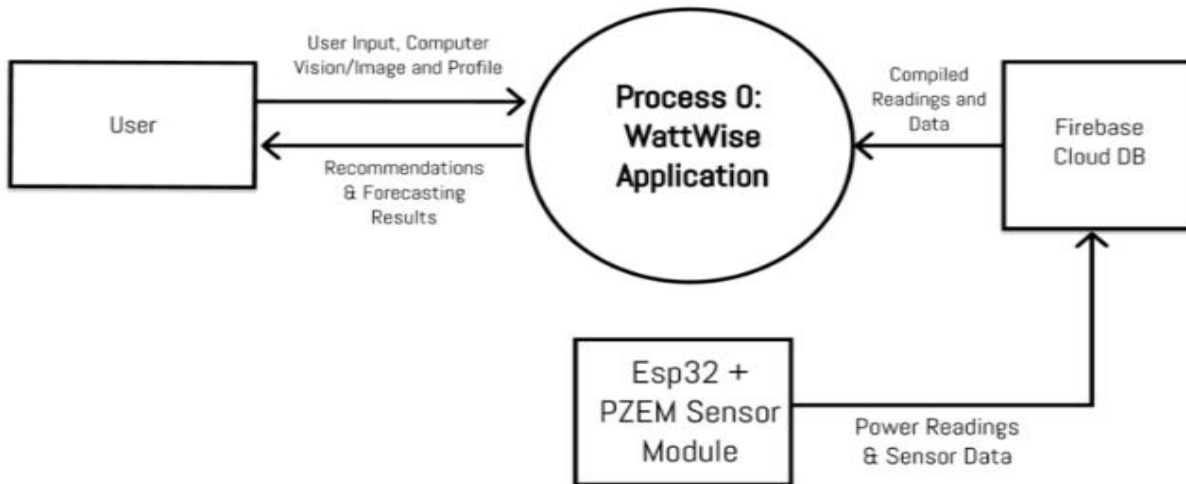 User Input, Computer
Vision/Image and Profile
User
Recommendations
& Forecasting
Results
Process 0:
WattWise
Application
Compiled
Readings and
Data
Firebase
Cloud DB
Esp32 +
PZEM Sensor
Module
Power Readings
& Sensor Data